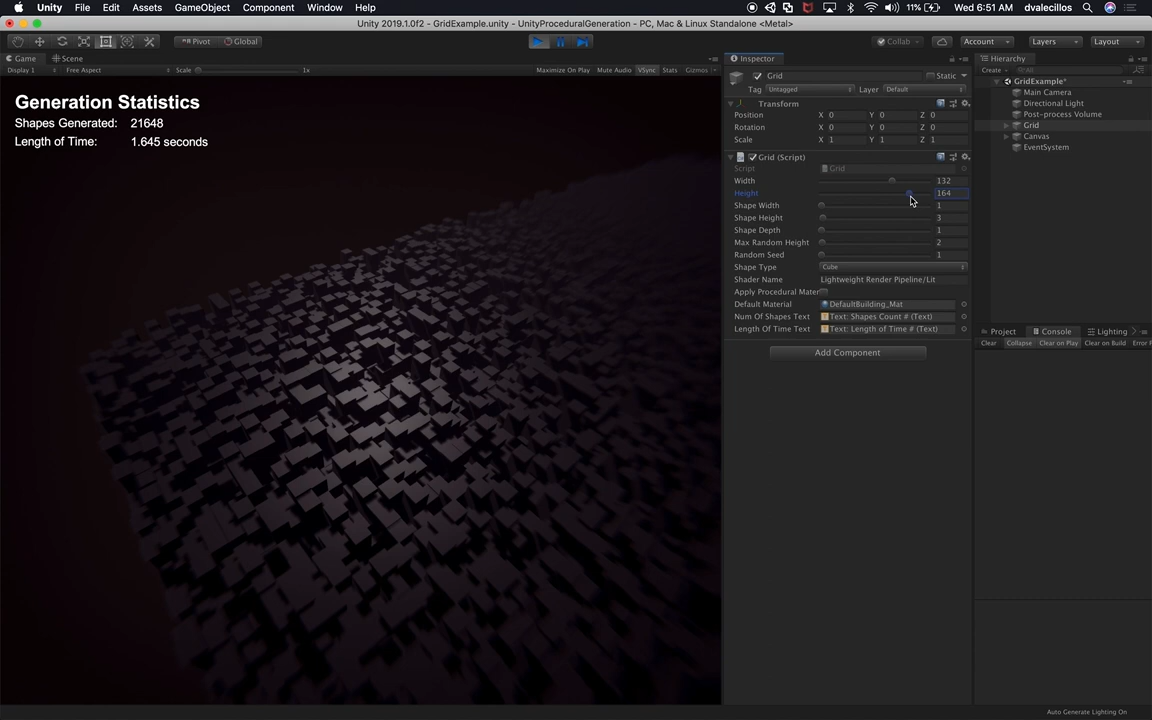 Unity File Edit Assets GameObject Component Window Help 11% Wed 6:51 AM dvalecillos
Unity 2019.1.0f2 - GridExample.unity - UnityProceduralGeneration - PC, Mac & Linux Standalone <Metal>
Pivot Global Collab Account Layers Layout
Game Scene Inspector Hierarchy
Display 1 Free Aspect Scale 1x Maximize On Play Mute Audio VSync Stats Gizmos
Create All
Grid Static
Tag Untagged Layer Default
GridExample*
Main Camera
Directional Light
Post-process Volume
Grid
Canvas
EventSystem
Generation Statistics
Shapes Generated: 21648
Length of Time: 1.645 seconds
Transform
Position X 0 Y 0 Z 0
Rotation X 0 Y 0 Z 0
Scale X 1 Y 1 Z 1
Grid (Script)
Script Grid
Width 132
Height 164
Shape Width 1
Shape Height 3
Shape Depth 1
Max Random Height 2
Random Seed 1
Shape Type Cube
Shader Name Lightweight Render Pipeline/Lit
Apply Procedural Mater
Default Material DefaultBuilding_Mat
Num Of Shapes Text Text: Shapes Count # (Text)
Length Of Time Text Text: Length of Time # (Text)
Add Component
Project Console Lighting
Clear Collapse Clear on Play Clear on Build Error P
Auto Generate Lighting On